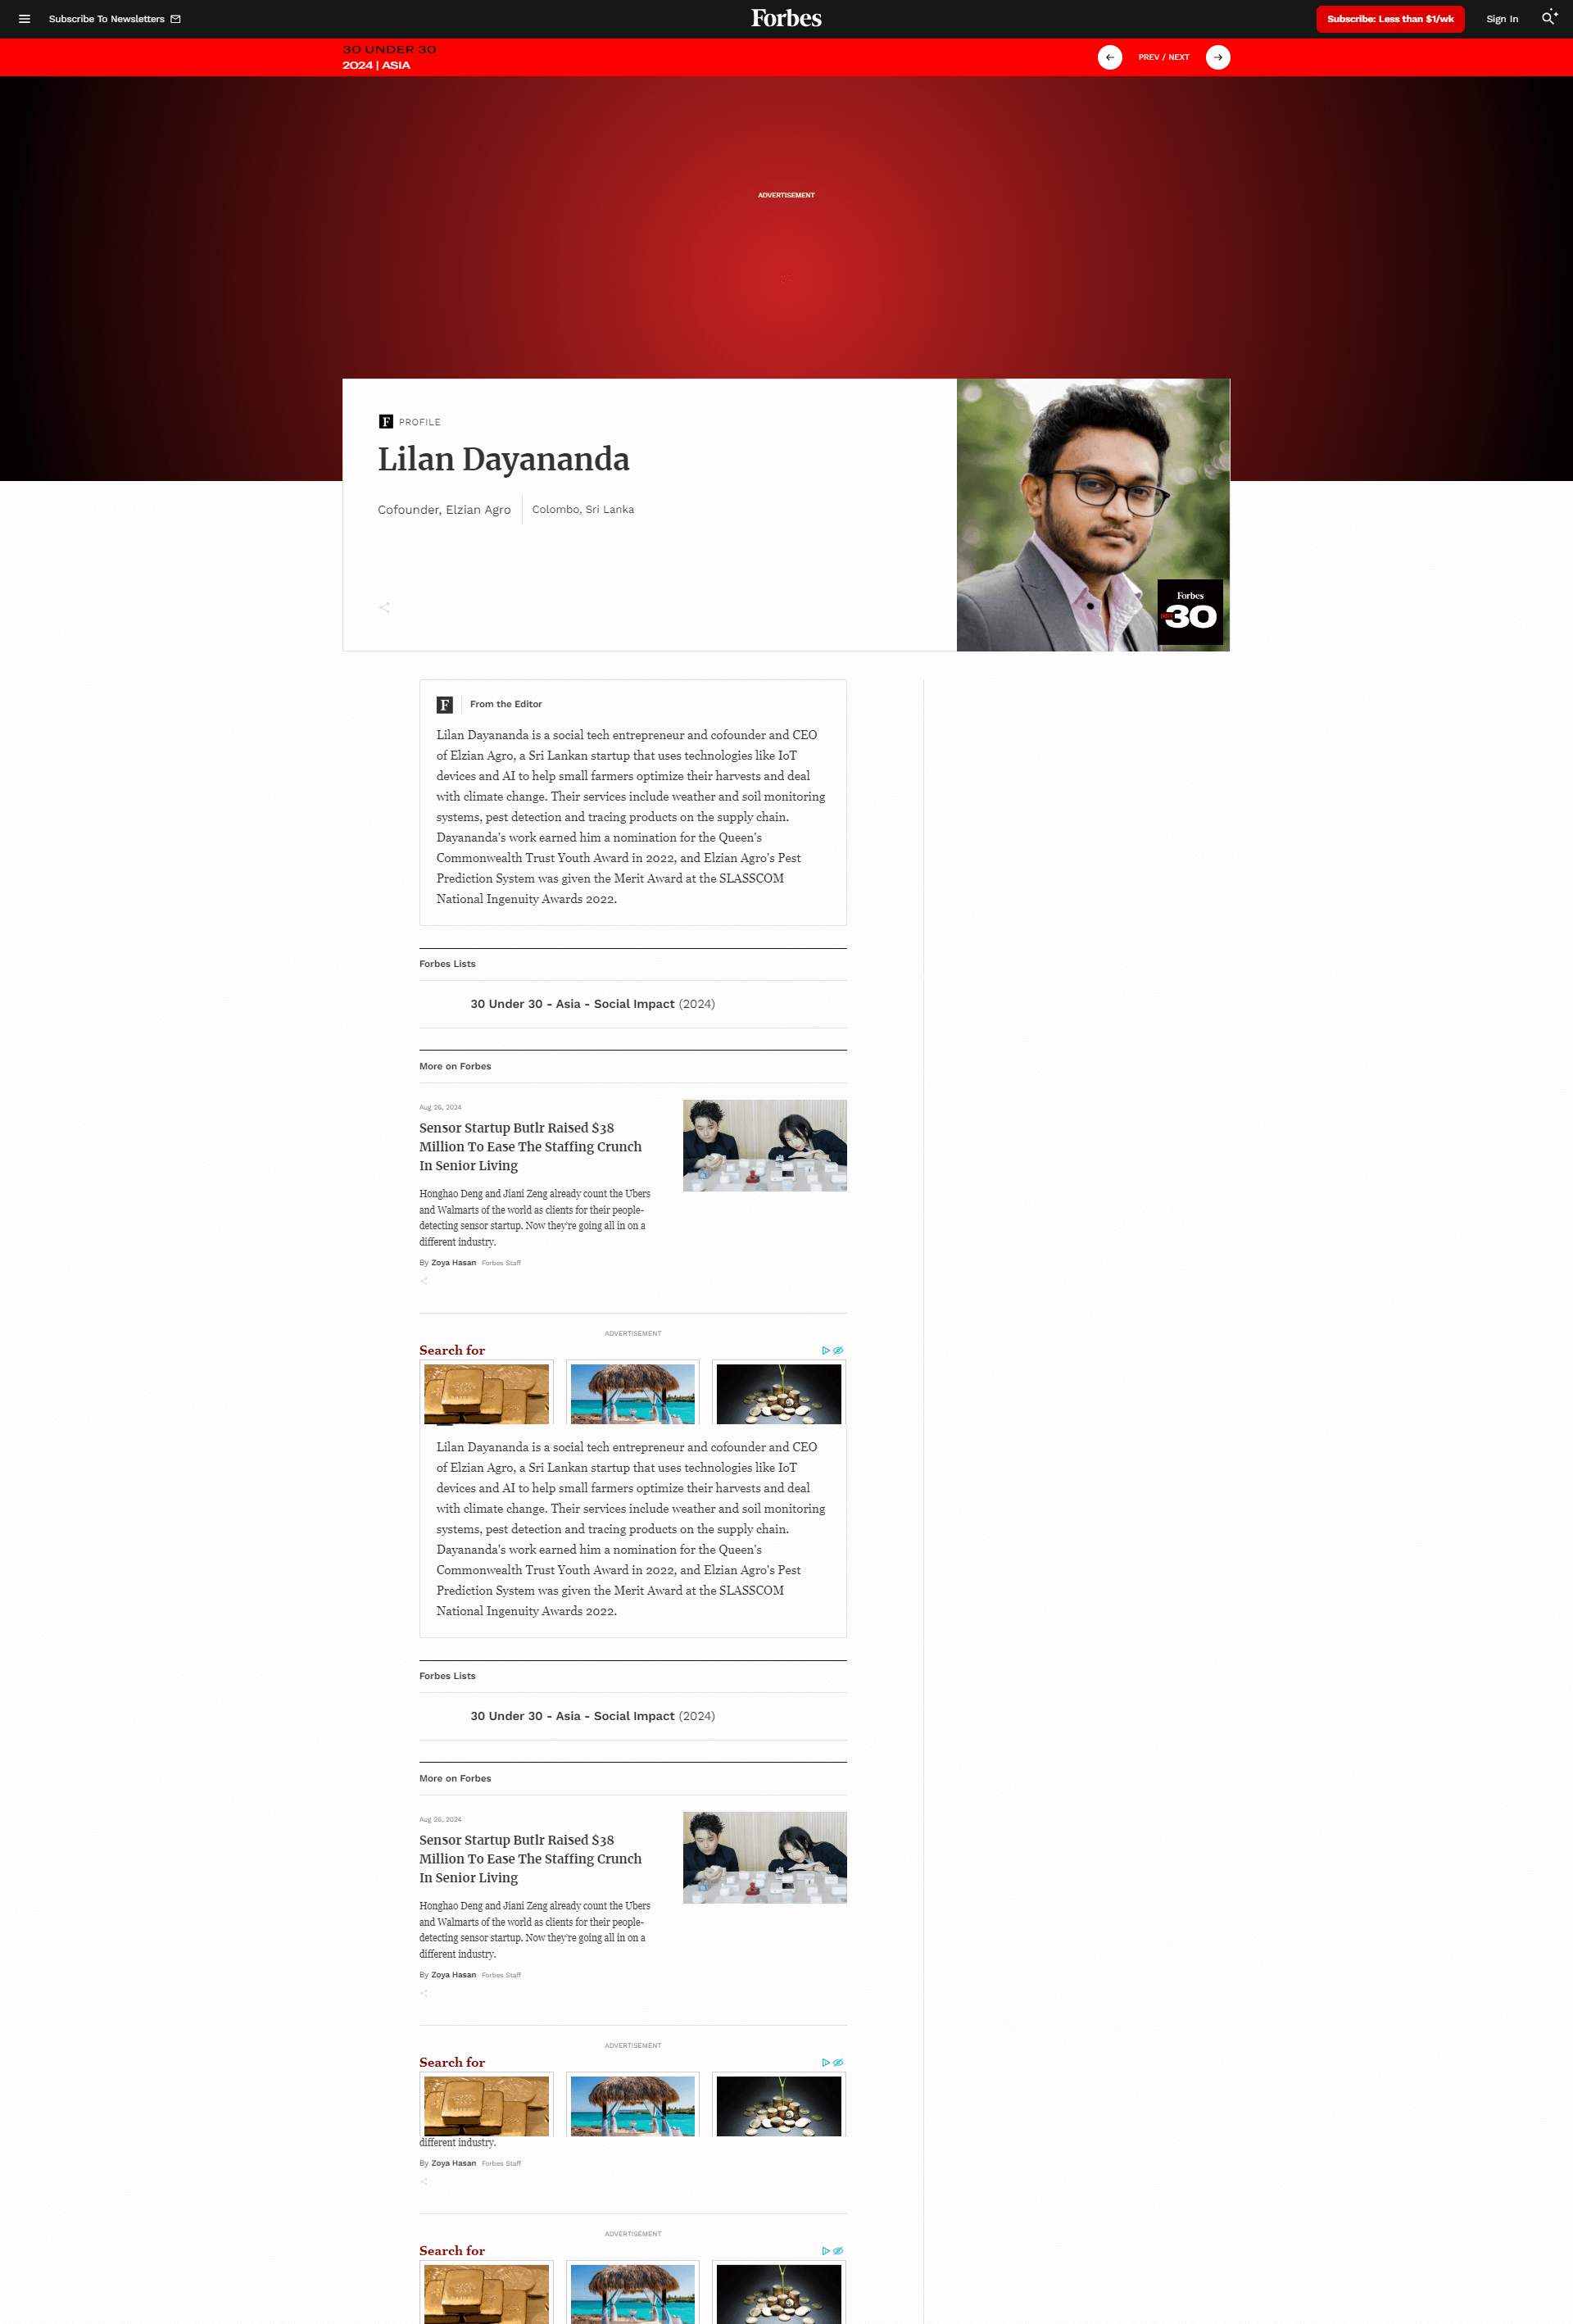 Subscribe To Newsletters
Forbes
Subscribe: Less than $1/wk
Sign In
30 UNDER 30
2024 | ASIA
PREV / NEXT
ADVERTISEMENT
F PROFILE
Lilan Dayananda
Cofounder, Elzian Agro
Colombo, Sri Lanka
Forbes
30
F From the Editor
Lilan Dayananda is a social tech entrepreneur and cofounder and CEO
of Elzian Agro, a Sri Lankan startup that uses technologies like IoT
devices and AI to help small farmers optimize their harvests and deal
with climate change. Their services include weather and soil monitoring
systems, pest detection and tracing products on the supply chain.
Dayananda's work earned him a nomination for the Queen's
Commonwealth Trust Youth Award in 2022, and Elzian Agro's Pest
Prediction System was given the Merit Award at the SLASSCOM
National Ingenuity Awards 2022.
Forbes Lists
30 Under 30 - Asia - Social Impact (2024)
More on Forbes
Aug 26, 2024
Sensor Startup Butlr Raised $38
Million To Ease The Staffing Crunch
In Senior Living
Honghao Deng and Jiani Zeng already count the Ubers
and Walmarts of the world as clients for their people-
detecting sensor startup. Now they're going all in on a
different industry.
By Zoya Hasan Forbes Staff
ADVERTISEMENT
Search for
Lilan Dayananda is a social tech entrepreneur and cofounder and CEO
of Elzian Agro, a Sri Lankan startup that uses technologies like IoT
devices and AI to help small farmers optimize their harvests and deal
with climate change. Their services include weather and soil monitoring
systems, pest detection and tracing products on the supply chain.
Dayananda's work earned him a nomination for the Queen's
Commonwealth Trust Youth Award in 2022, and Elzian Agro's Pest
Prediction System was given the Merit Award at the SLASSCOM
National Ingenuity Awards 2022.
Forbes Lists
30 Under 30 - Asia - Social Impact (2024)
More on Forbes
Aug 26, 2024
Sensor Startup Butlr Raised $38
Million To Ease The Staffing Crunch
In Senior Living
Honghao Deng and Jiani Zeng already count the Ubers
and Walmarts of the world as clients for their people-
detecting sensor startup. Now they're going all in on a
different industry.
By Zoya Hasan Forbes Staff
ADVERTISEMENT
Search for
different industry.
By Zoya Hasan Forbes Staff
ADVERTISEMENT
Search for